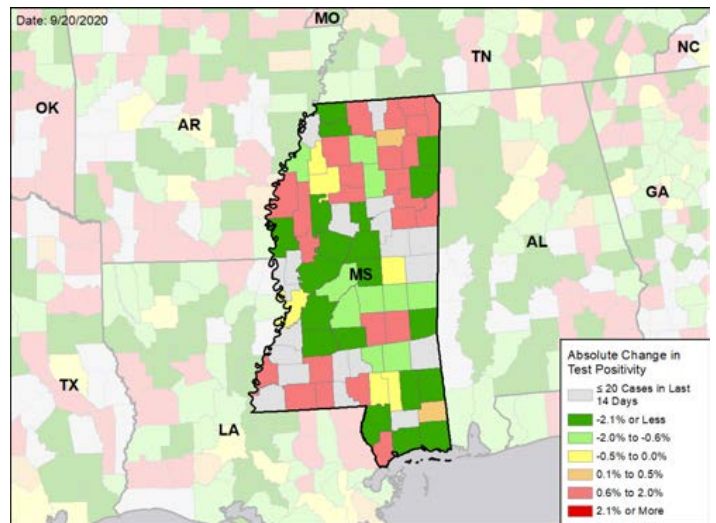 Date: 9/20/2020
MO
NC
TN
OK
AR
GA
MS
AL
TX
LA
Absolute Change in
Test Positivity
≤ 20 Cases in Last
14 Days
-2.1% or Less
-2.0% to -0.6%
-0.5% to 0.0%
0.1% to 0.5%
0.6% to 2.0%
2.1% or More